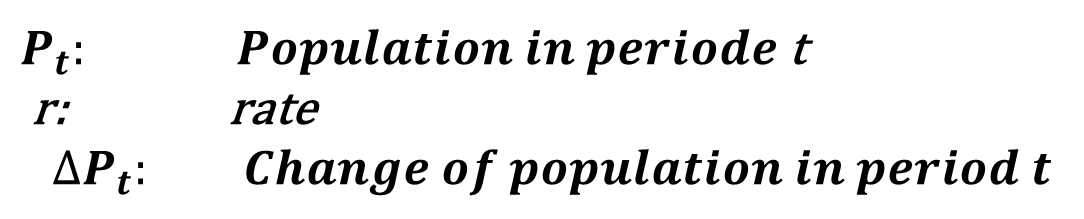 Pₜ: Population in periode t
r: rate
ΔPₜ: Change of population in period t